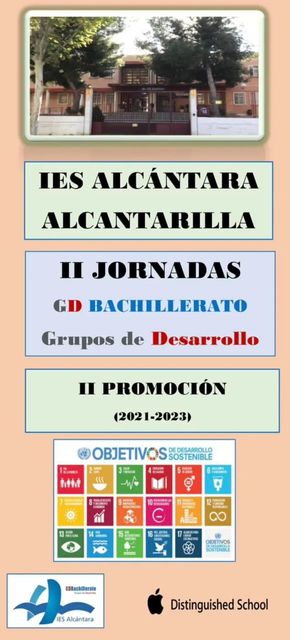 IES ALCÁNTARA
ALCANTARILLA
II JORNADAS
GD BACHILLERATO
Grupos de Desarrollo
II PROMOCIÓN
(2021-2023)
OBJETIVOS DE DESARROLLO
SOSTENIBLE
GDBachillerato
IES Alcántara
Distinguished School